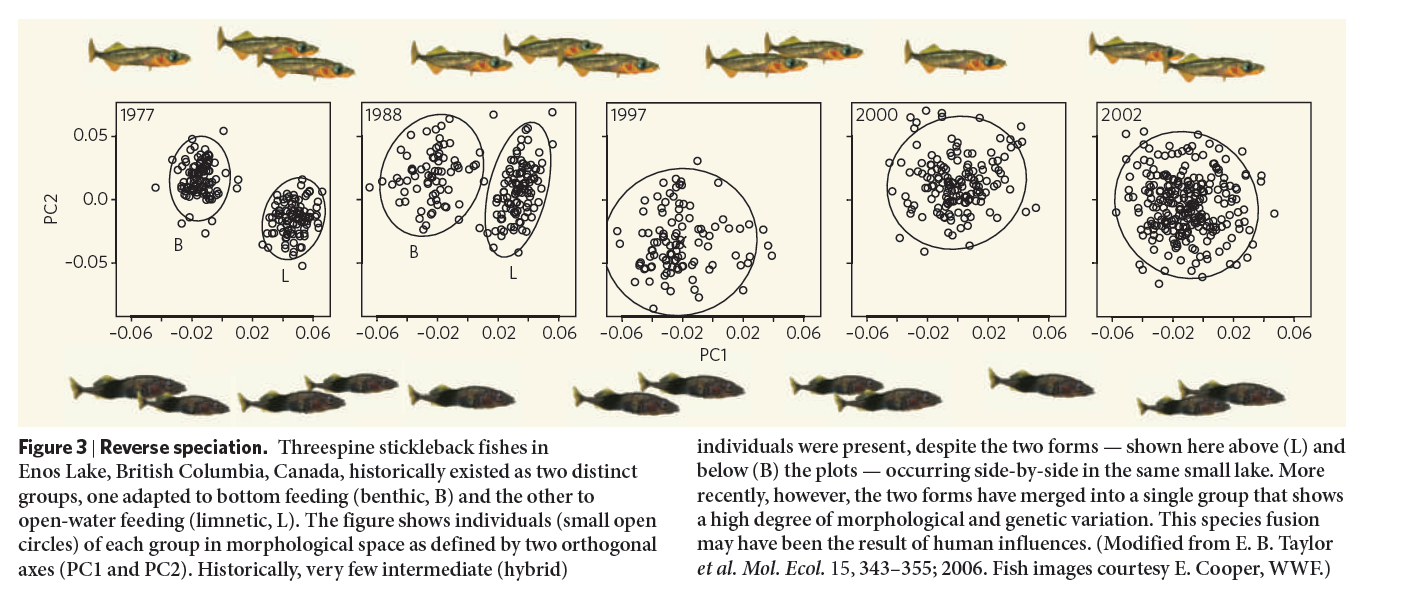 1977
1988
1997
2000
2002
0.05
0.0
–0.05
PC2
B
L
B
L
–0.06 –0.02 0.02 0.06
–0.06 –0.02 0.02 0.06
–0.06 –0.02 0.02 0.06
–0.06 –0.02 0.02 0.06
–0.06 –0.02 0.02 0.06
PC1
Figure 3 | Reverse speciation. Threespine stickleback fishes in
Enos Lake, British Columbia, Canada, historically existed as two distinct
groups, one adapted to bottom feeding (benthic, B) and the other to
open-water feeding (limnetic, L). The figure shows individuals (small open
circles) of each group in morphological space as defined by two orthogonal
axes (PC1 and PC2). Historically, very few intermediate (hybrid)
individuals were present, despite the two forms — shown here above (L) and
below (B) the plots — occurring side-by-side in the same small lake. More
recently, however, the two forms have merged into a single group that shows
a high degree of morphological and genetic variation. This species fusion
may have been the result of human influences. (Modified from E. B. Taylor
et al. Mol. Ecol. 15, 343–355; 2006. Fish images courtesy E. Cooper, WWF.)